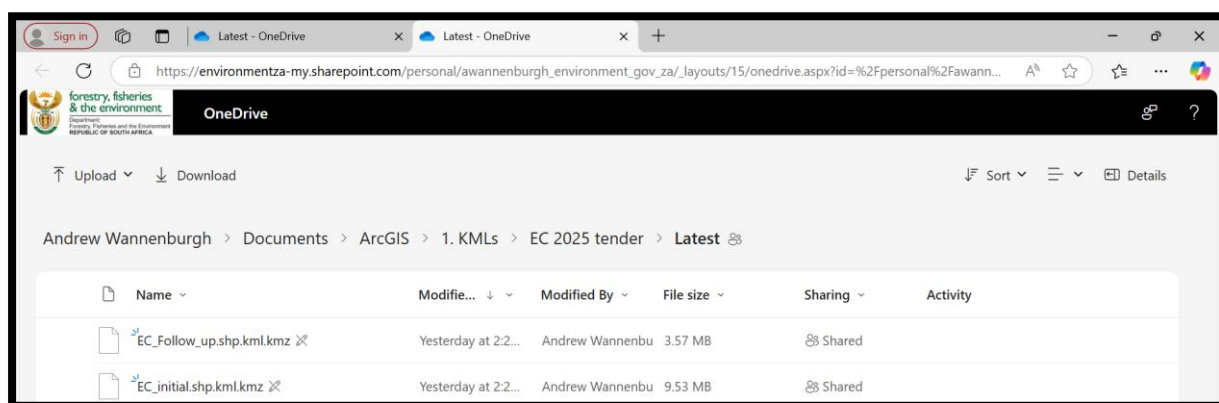 Sign in
Latest - OneDrive
Latest - OneDrive
https://environmentza-my.sharepoint.com/personal/awannenburgh_environment_gov_za/_layouts/15/onedrive.aspx?id=%2Fpersonal%2Fawann...
forestry, fisheries
& the environment
Department:
Forestry, Fisheries and the Environment
REPUBLIC OF SOUTH AFRICA
OneDrive
?
Upload Download Sort Details
Andrew Wannenburgh > Documents > ArcGIS > 1. KMLs > EC 2025 tender > Latest
Name Modifie... Modified By File size Sharing Activity
EC_Follow_up.shp.kml.kmz Yesterday at 2:2... Andrew Wannenbu 3.57 MB Shared
EC_initial.shp.kml.kmz Yesterday at 2:2... Andrew Wannenbu 9.53 MB Shared